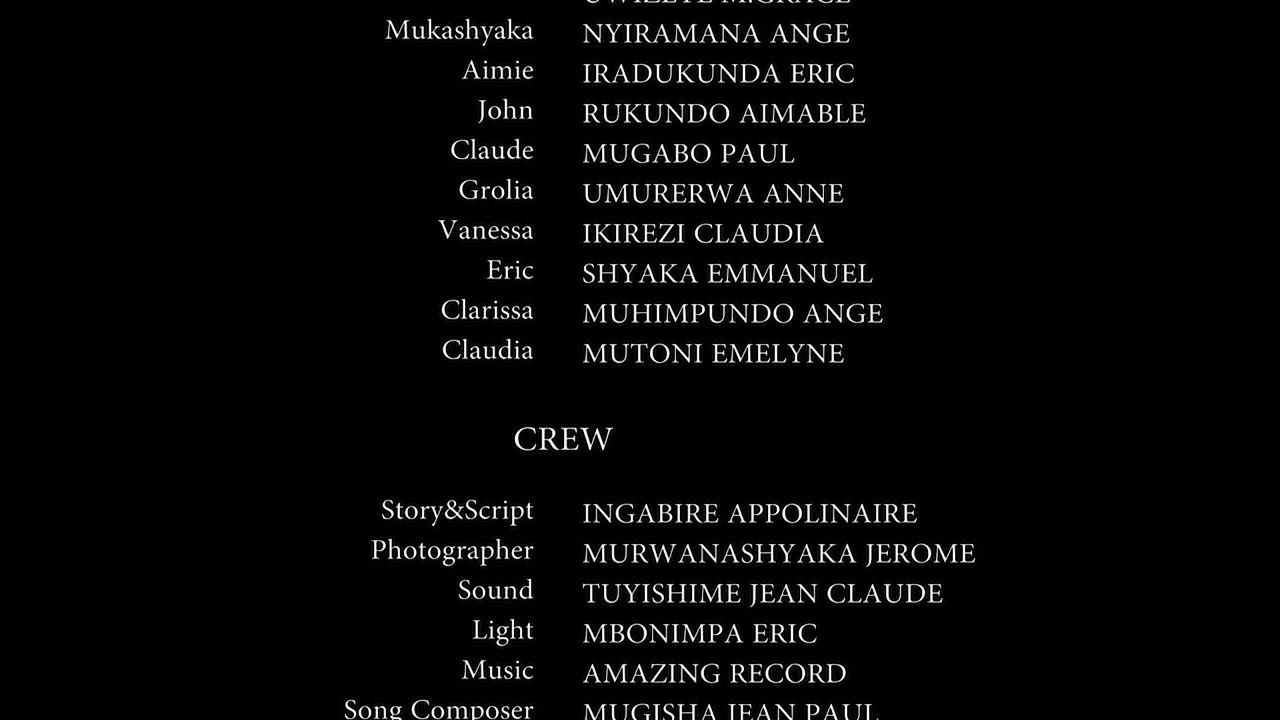 UWIZEYE M.GRACE
Mukashyaka NYIRAMANA ANGE
Aimie IRADUKUNDA ERIC
John RUKUNDO AIMABLE
Claude MUGABO PAUL
Grolia UMURERWA ANNE
Vanessa IKIREZI CLAUDIA
Eric SHYAKA EMMANUEL
Clarissa MUHIMPUNDO ANGE
Claudia MUTONI EMELYNE
CREW
Story&Script INGABIRE APPOLINAIRE
Photographer MURWANASHYAKA JEROME
Sound TUYISHIME JEAN CLAUDE
Light MBONIMPA ERIC
Music AMAZING RECORD
Song Composer MUGISHA JEAN PAUL